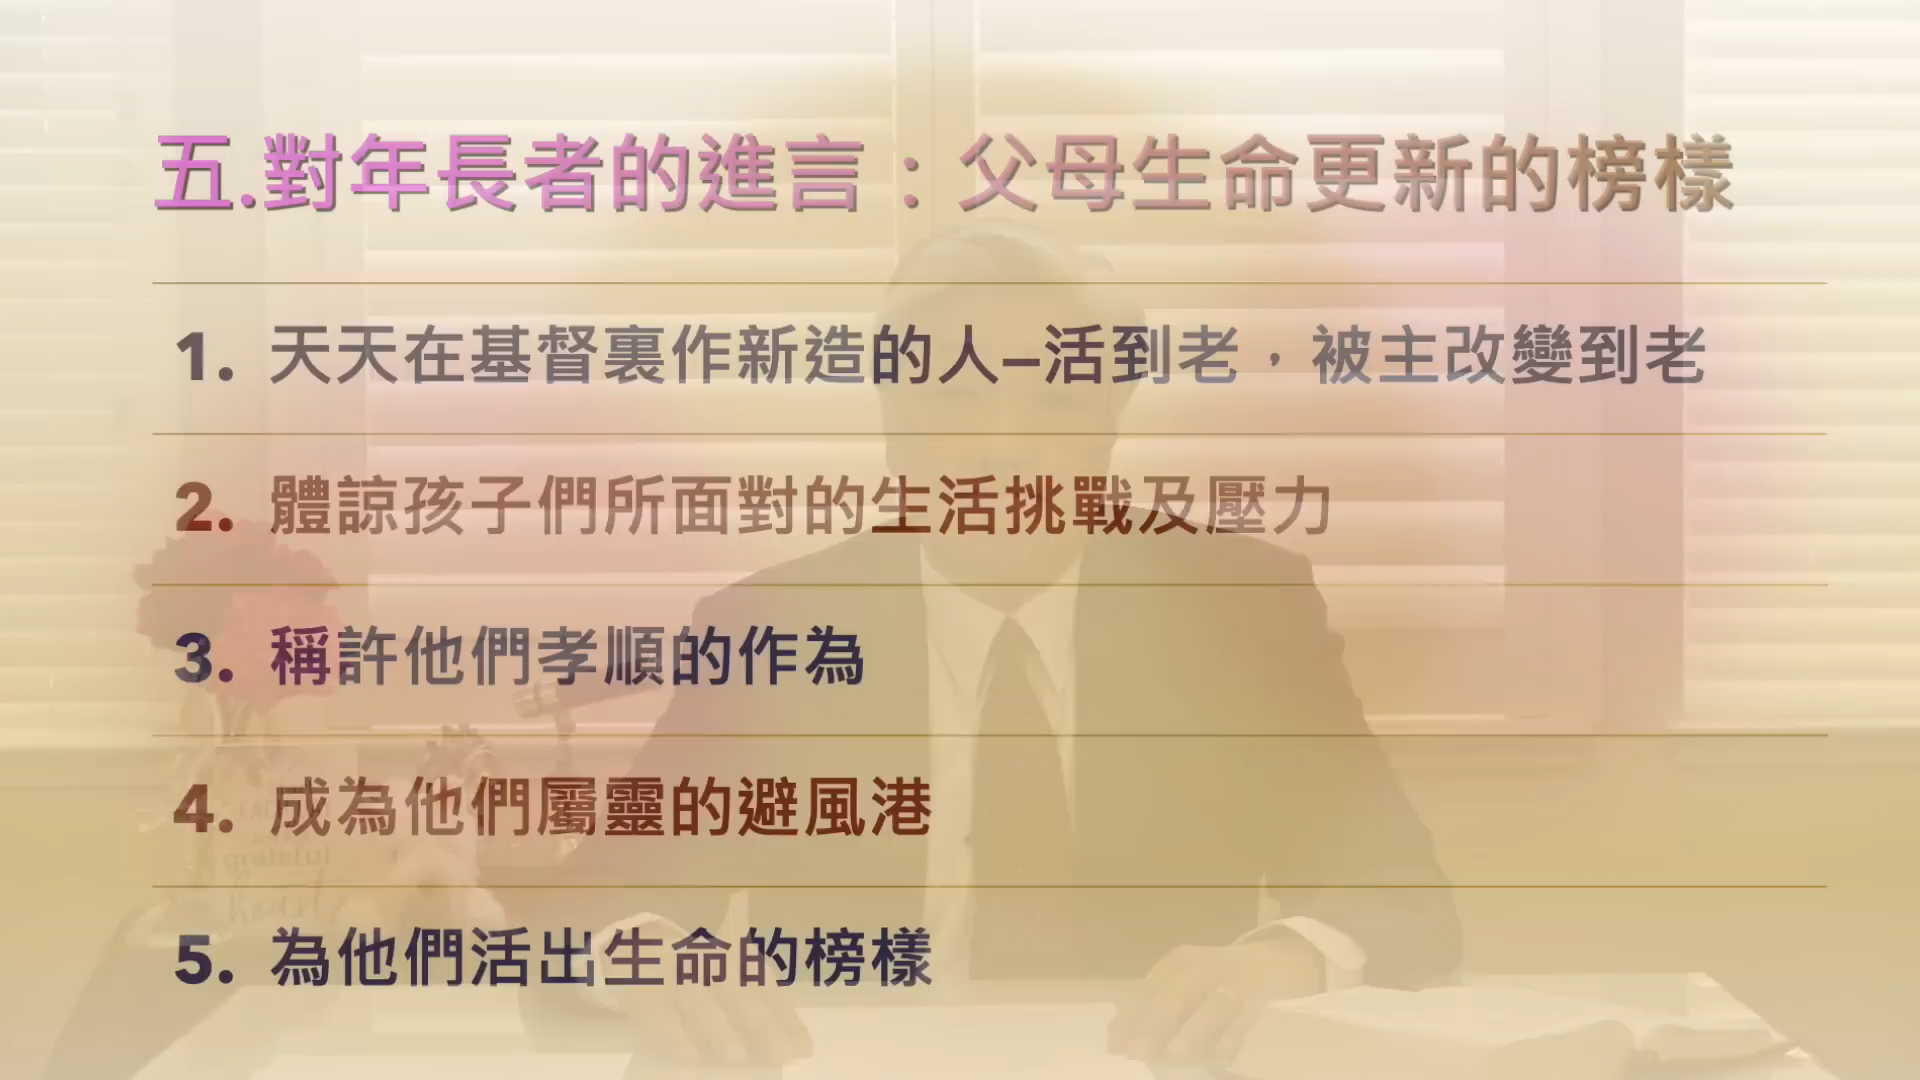 五.對年長者的進言：父母生命更新的榜樣
1. 天天在基督裏作新造的人–活到老，被主改變到老
2. 體諒孩子們所面對的生活挑戰及壓力
3. 稱許他們孝順的作為
4. 成為他們屬靈的避風港
5. 為他們活出生命的榜樣
grateful